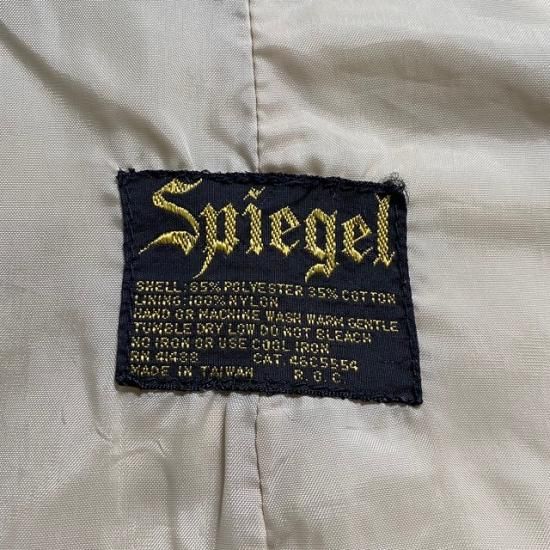 Spiegel
SHELL: 65% POLYESTER 35% COTTON
LINING: 100% NYLON
HAND OR MACHINE WASH WARM GENTLE
TUMBLE DRY LOW DO NOT BLEACH
NO IRON OR USE COOL IRON
RN 41488 CAT. 4665554
MADE IN TAIWAN R.O.C.